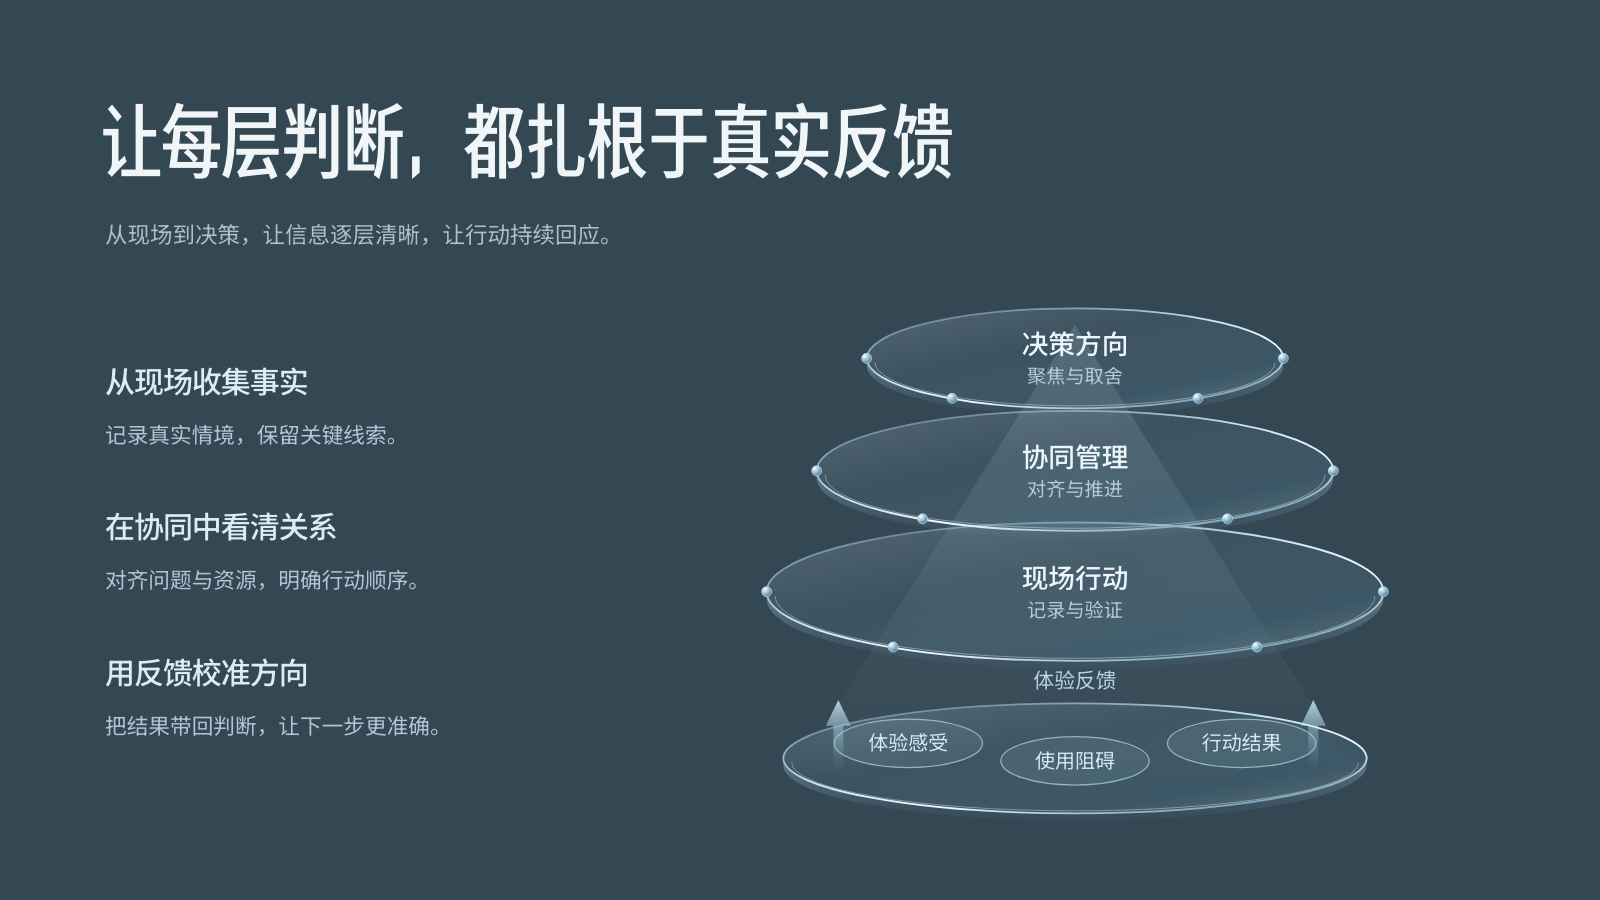 让每层判断，都扎根于真实反馈
从现场到决策，让信息逐层清晰，让行动持续回应。
从现场收集事实
记录真实情境，保留关键线索。
在协同中看清关系
对齐问题与资源，明确行动顺序。
用反馈校准方向
把结果带回判断，让下一步更准确。
决策方向
聚焦与取舍
协同管理
对齐与推进
现场行动
记录与验证
体验反馈
体验感受
使用阻碍
行动结果